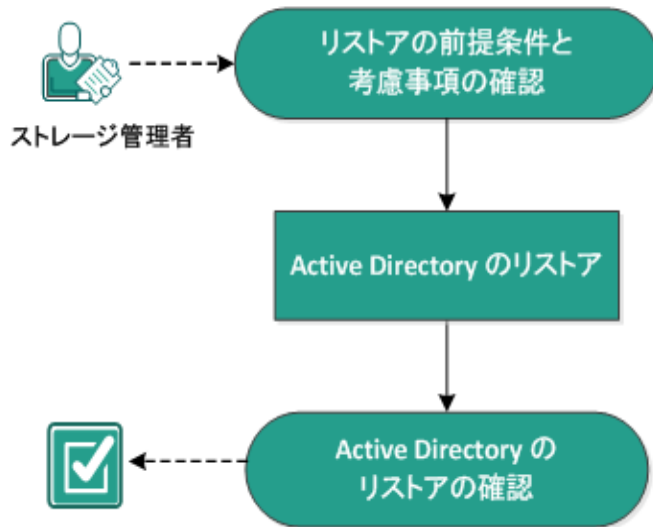 リストアの前提条件と
考慮事項の確認
ストレージ管理者
Active Directory のリストア
Active Directory の
リストアの確認